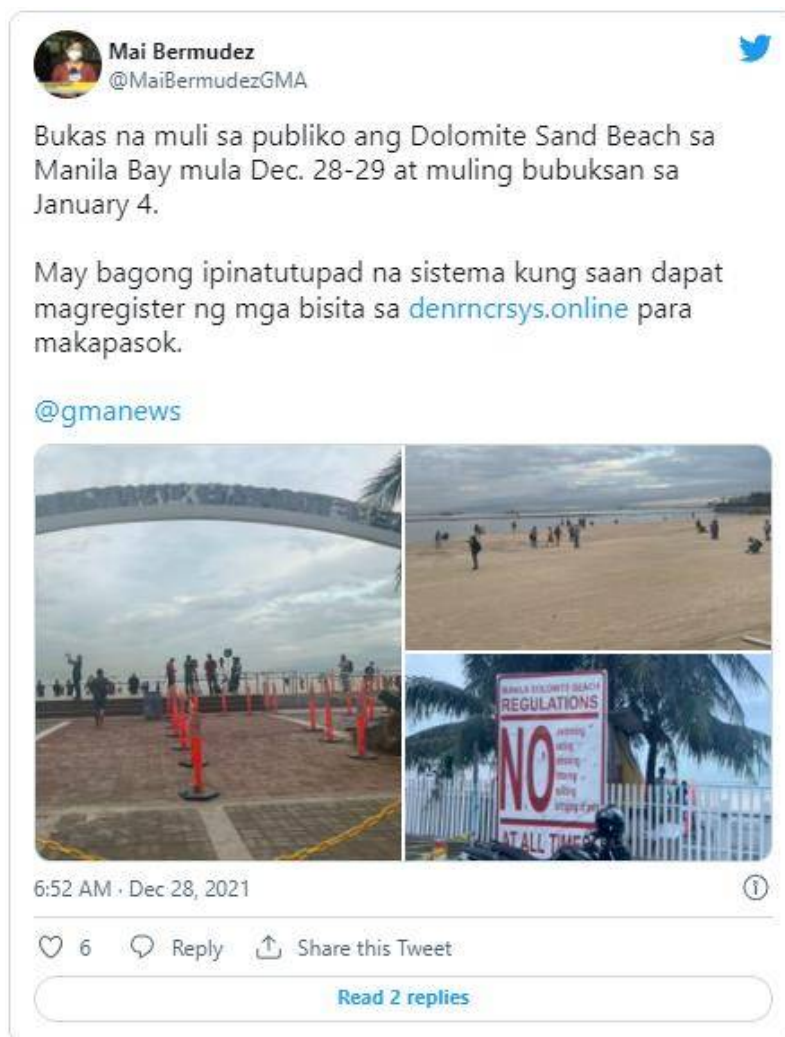 Mai Bermudez
@MaiBermudezGMA
Bukas na muli sa publiko ang Dolomite Sand Beach sa
Manila Bay mula Dec. 28-29 at muling bubuksan sa
January 4.
May bagong ipinatutupad na sistema kung saan dapat
magregister ng mga bisita sa denrncrsys.online para
makapasok.
@gmanews
MANILA DOLOMITE BEACH
REGULATIONS
NO
swimming
eating
smoking
littering
AT ALL TIMES
6:52 AM · Dec 28, 2021
6
Reply
Share this Tweet
Read 2 replies